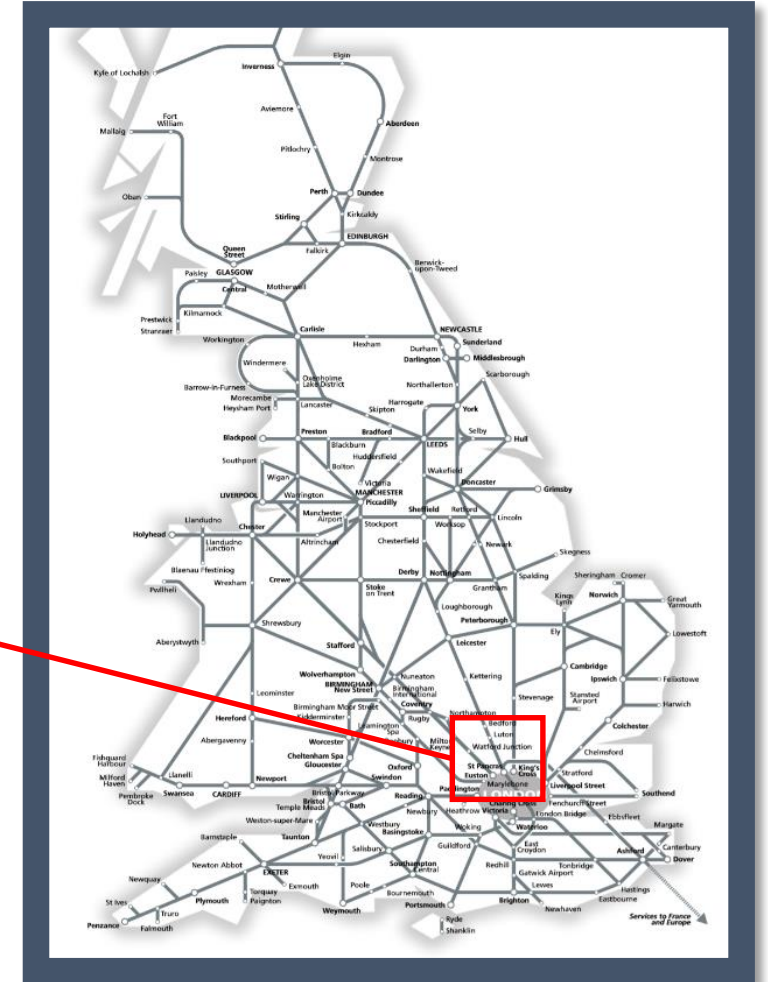 Elgin
Inverness
Kyle of Lochalsh
Aviemore
Fort
William
Aberdeen
Mallaig
Pitlochry
Montrose
Perth
Dundee
Oban
Stirling
Kirkcaldy
EDINBURGH
Queen
Street
Falkirk
Berwick-
upon-Tweed
Paisley
GLASGOW
Central
Motherwell
Kilmarnock
Prestwick
Stranraer
Carlisle
NEWCASTLE
Workington
Hexham
Durham
Sunderland
Darlington
Middlesbrough
Windermere
Scarborough
Oxenholme
Lake District
Northallerton
Barrow-in-Furness
Morecambe
Heysham Port
Lancaster
Harrogate
Skipton
York
Blackpool
Preston
Bradford
Selby
Hull
Blackburn
LEEDS
Huddersfield
Southport
Bolton
Wakefield
Wigan
Victoria
Doncaster
Grimsby
LIVERPOOL
Warrington
MANCHESTER
Piccadilly
Manchester
Airport
Sheffield
Retford
Lincoln
Llandudno
Chester
Stockport
Worksop
Holyhead
Llandudno
Junction
Altrincham
Chesterfield
Newark
Skegness
Blaenau Ffestiniog
Derby
Nottingham
Spalding
Sheringham
Cromer
Wrexham
Crewe
Stoke
on Trent
Grantham
Pwllheli
Kings
Lynn
Norwich
Great
Yarmouth
Loughborough
Peterborough
Shrewsbury
Ely
Lowestoft
Aberystwyth
Stafford
Leicester
Wolverhampton
Cambridge
BIRMINGHAM
New Street
Nuneaton
Kettering
Ipswich
Felixstowe
Birmingham
International
Leominster
Stevenage
Stansted
Airport
Birmingham Moor Street
Coventry
Harwich
Kidderminster
Rugby
Northampton
Hereford
Bedford
Colchester
Leamington
Spa
Luton
Worcester
Milton
Abergavenny
Watford Junction
Chelmsford
Cheltenham Spa
Oxford
Fishguard
Harbour
Gloucester
St Pancras
King's
Cross
Euston
Stratford
Milford
Haven
Llanelli
Swindon
Marylebone
Liverpool Street
Newport
Southend
Pembroke
Dock
Swansea
CARDIFF
Bristol Parkway
Reading
Fenchurch Street
Bristol
Temple Meads
Bath
Newbury
Heathrow
Victoria
Charing Cross
London Bridge
Ebbsfleet
Weston-super-Mare
Waterloo
Margate
Westbury
Basingstoke
Woking
Barnstaple
Taunton
East
Croydon
Canterbury
Salisbury
Guildford
Ashford
Dover
Yeovil
Redhill
Tonbridge
Newton Abbot
EXETER
Southampton
Central
Gatwick Airport
Newquay
Exmouth
Poole
Lewes
Hastings
St Ives
Plymouth
Torquay
Paignton
Bournemouth
Eastbourne
Truro
Weymouth
Portsmouth
Brighton
Newhaven
Penzance
Falmouth
Ryde
Shanklin
Services to France
and Europe